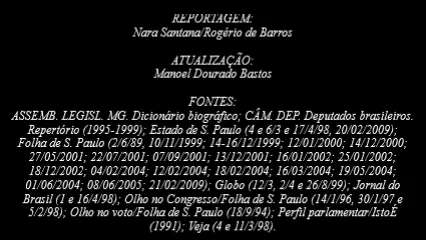 REPORTAGEM:
Nara Santana/Rogério de Barros
ATUALIZAÇÃO:
Manoel Dourado Bastos
FONTES:
ASSEMB. LEGISL. MG. Dicionário biográfico; CÂM. DEP. Deputados brasileiros.
Repertório (1995-1999); Estado de S. Paulo (4 e 6/3 e 17/4/98, 20/02/2009);
Folha de S. Paulo (2/6/89, 10/11/1999; 14-16/12/1999; 12/01/2000; 14/12/2000;
27/05/2001; 22/07/2001; 07/09/2001; 13/12/2001; 16/01/2002; 25/01/2002;
18/12/2002; 04/02/2004; 12/02/2004; 18/02/2004; 16/03/2004; 19/05/2004;
01/06/2004; 08/06/2005; 21/02/2009); Globo (12/3, 2/4 e 26/8/99); Jornal do
Brasil (1 e 16/4/98); Olho no Congresso/Folha de S. Paulo (14/1/96, 30/1/97 e
5/2/98); Olho no voto/Folha de S. Paulo (18/9/94); Perfil parlamentar/IstoÉ
(1991); Veja (4 e 11/3/98).